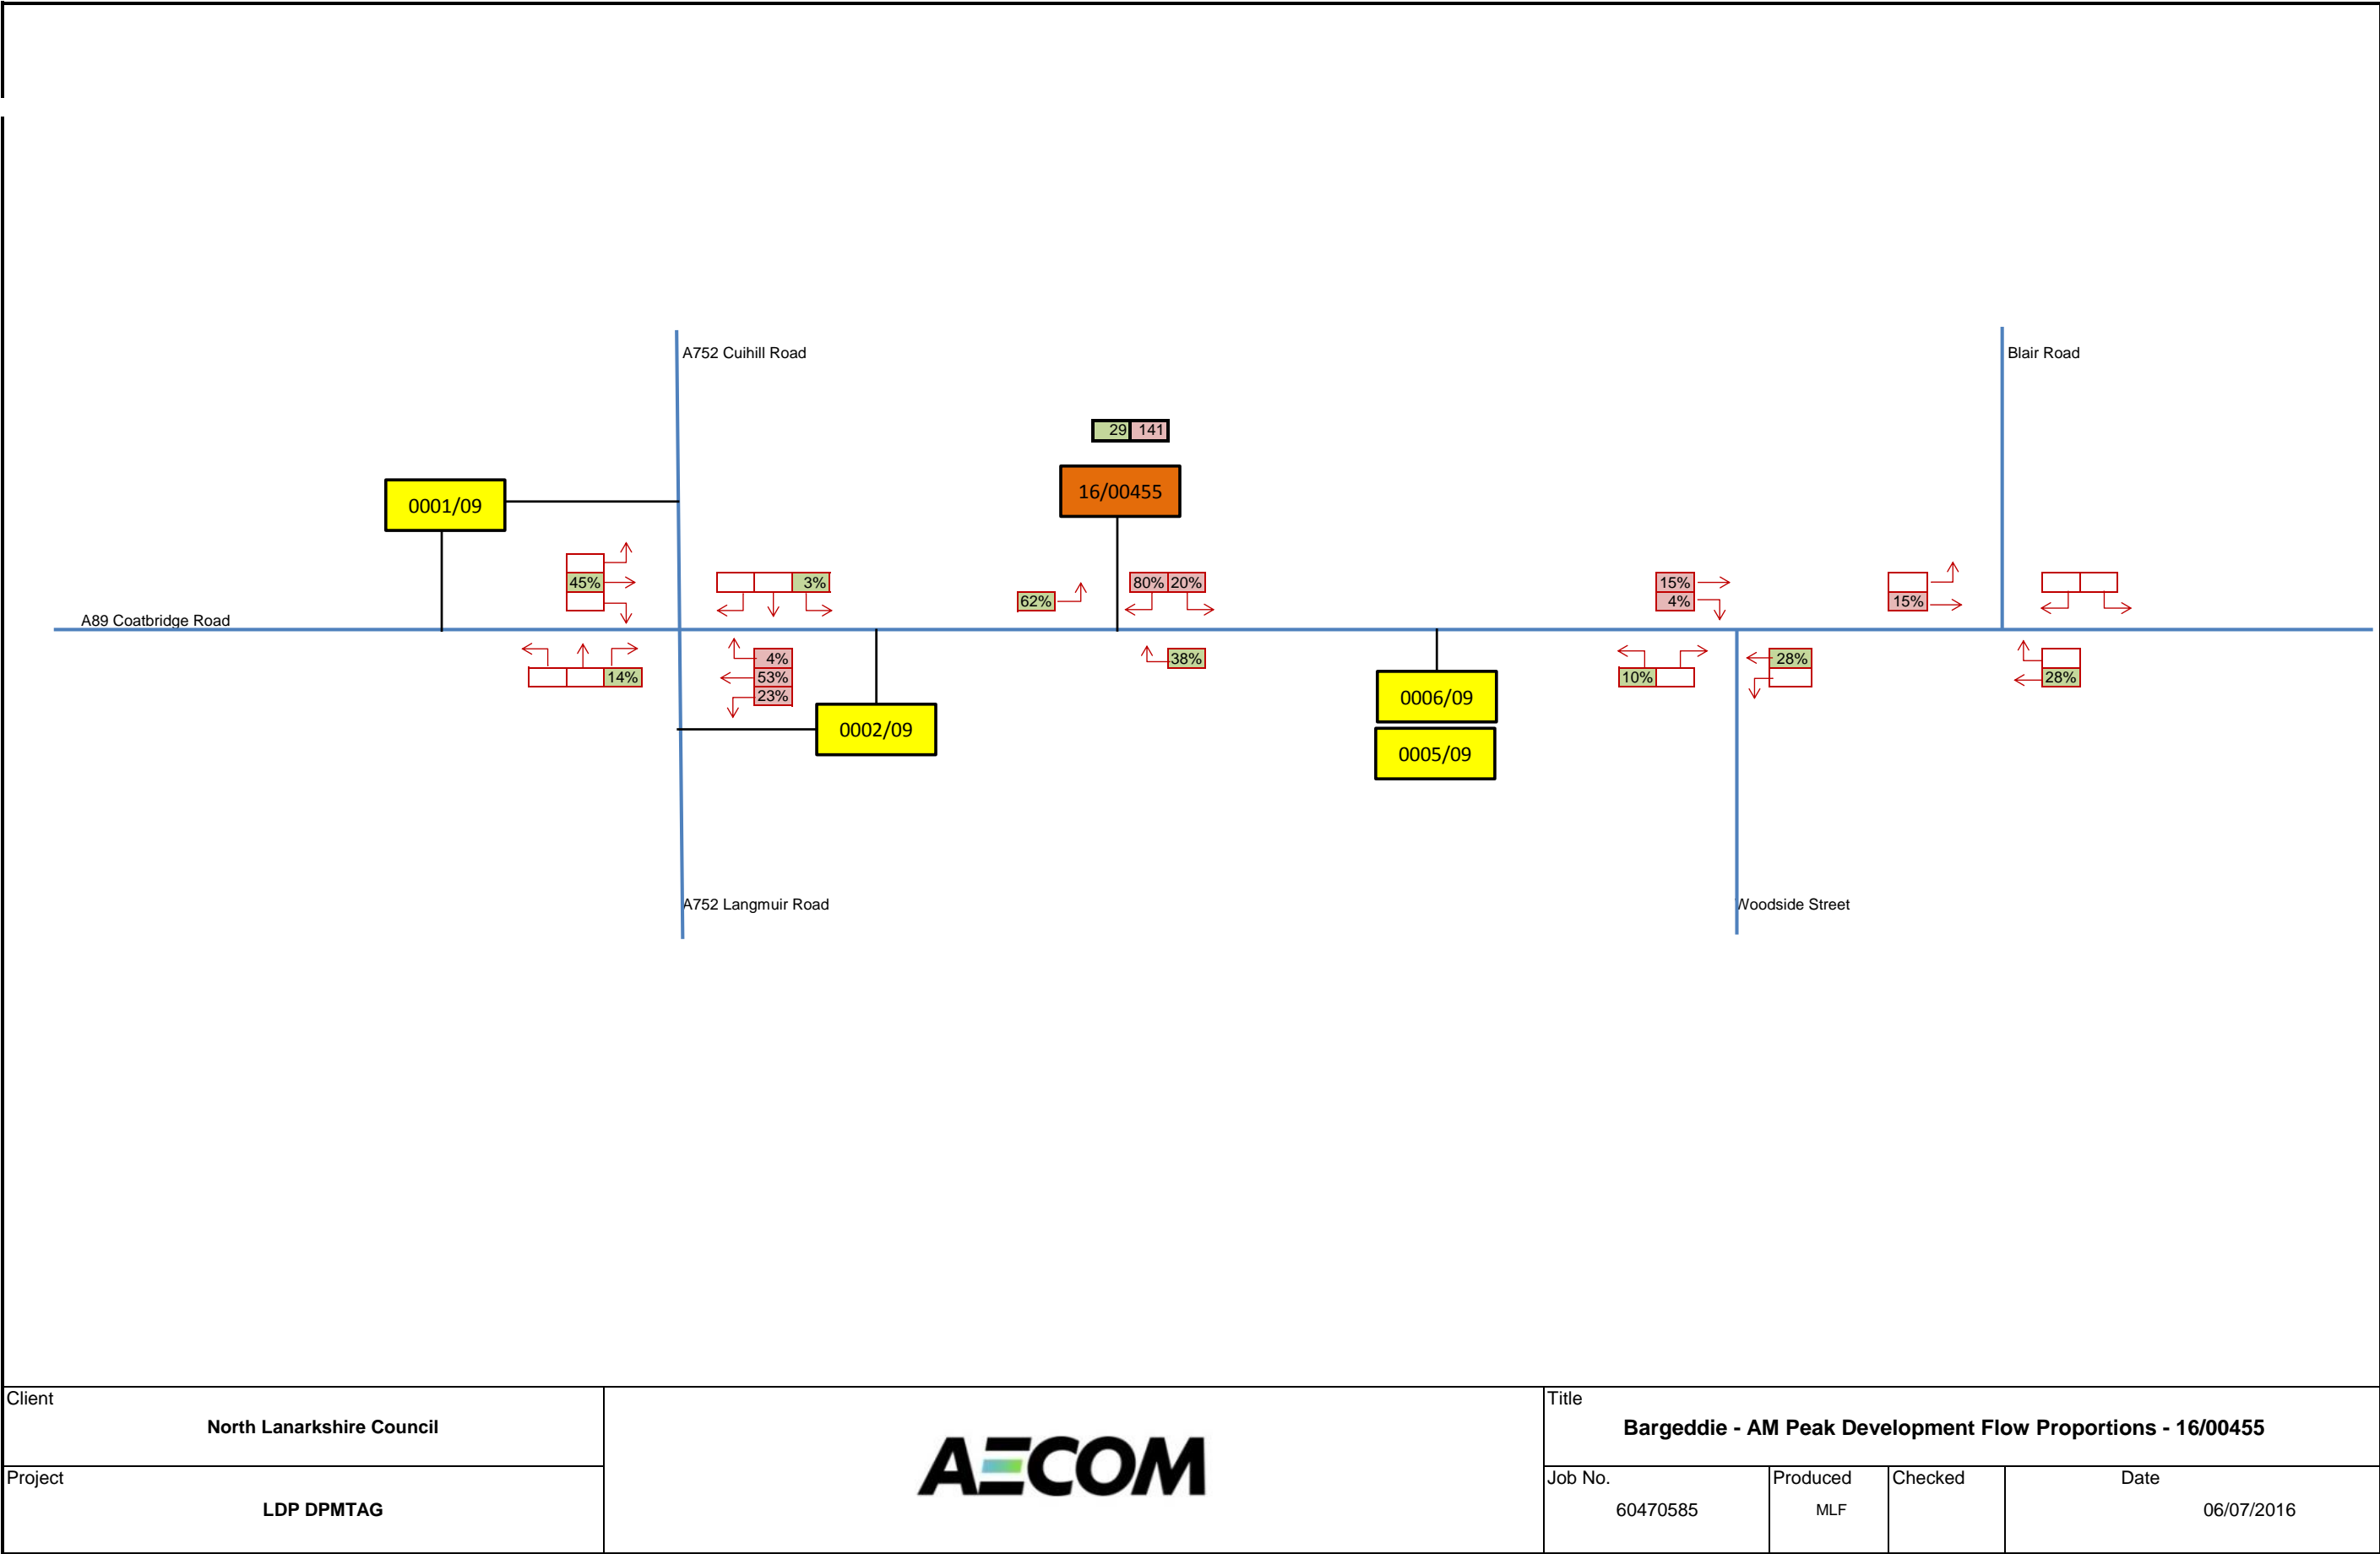 A752 Cuihill Road
Blair Road
29 141
0001/09
16/00455
45%
3%
62%
80% 20%
15%
4%
15%
A89 Coatbridge Road
14%
4%
53%
23%
38%
10%
28%
28%
0002/09
0006/09
0005/09
A752 Langmuir Road
Woodside Street
Client
North Lanarkshire Council
Project
LDP DPMTAG
AECOM
Title
Bargeddie - AM Peak Development Flow Proportions - 16/00455
Job No.
60470585
Produced
MLF
Checked
Date
06/07/2016